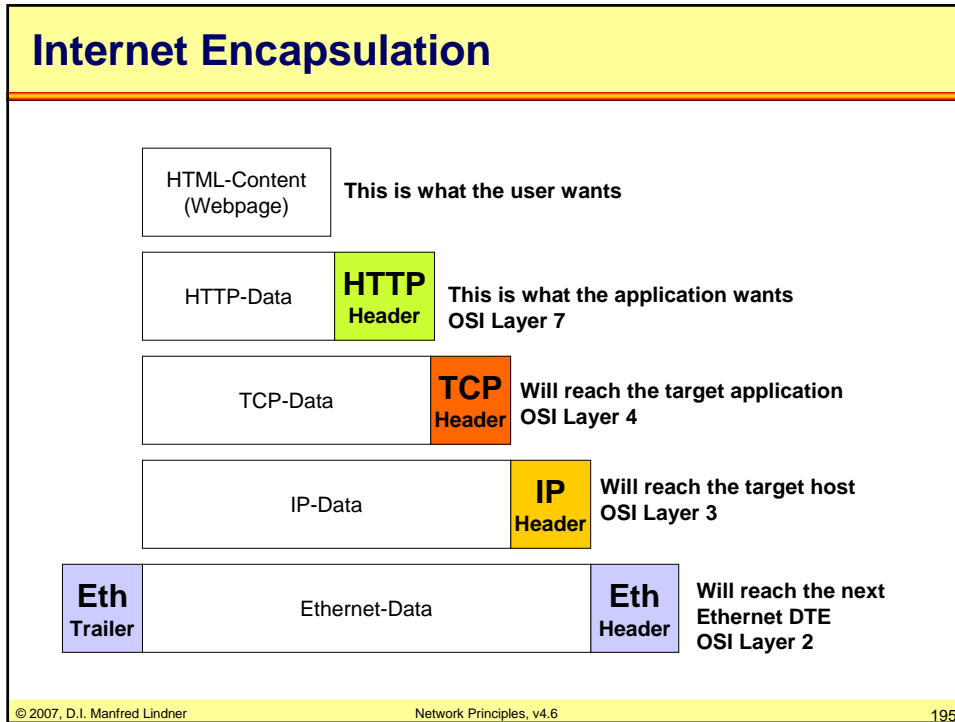 Internet Encapsulation
HTML-Content
(Webpage)
This is what the user wants
HTTP-Data
HTTP
Header
This is what the application wants
OSI Layer 7
TCP-Data
TCP
Header
Will reach the target application
OSI Layer 4
IP-Data
IP
Header
Will reach the target host
OSI Layer 3
Eth
Trailer
Ethernet-Data
Eth
Header
Will reach the next
Ethernet DTE
OSI Layer 2
© 2007, D.I. Manfred Lindner
Network Principles, v4.6
195